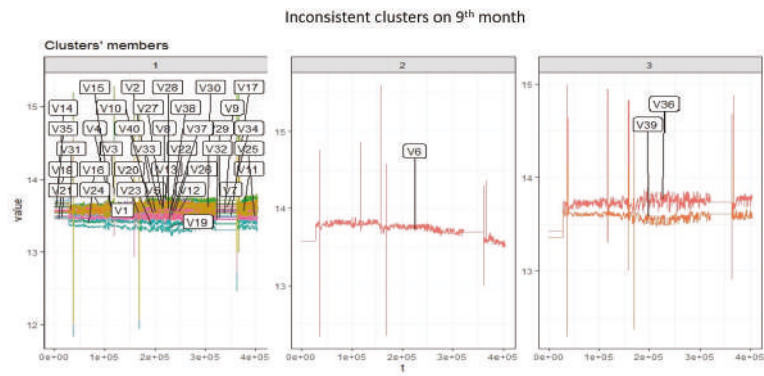 Inconsistent clusters on 9th month
Clusters' members
1
2
3
V15 V2 V28 V30 V17
V14 V10 V27 V38 V9
V35 V4 V40 V8 V37 V29 V34
V31 V3 V33 V22 V32 V25
V16 V20 V13 V26 V11
V21 V24 V23 V5 V12 V7
V1
V19
V6
V36
V39
value
15
14
13
12
15
14
13
15
14
13
0e+00 1e+05 2e+05 3e+05 4e+05
0e+00 1e+05 2e+05 3e+05 4e+05
0e+00 1e+05 2e+05 3e+05 4e+05
t